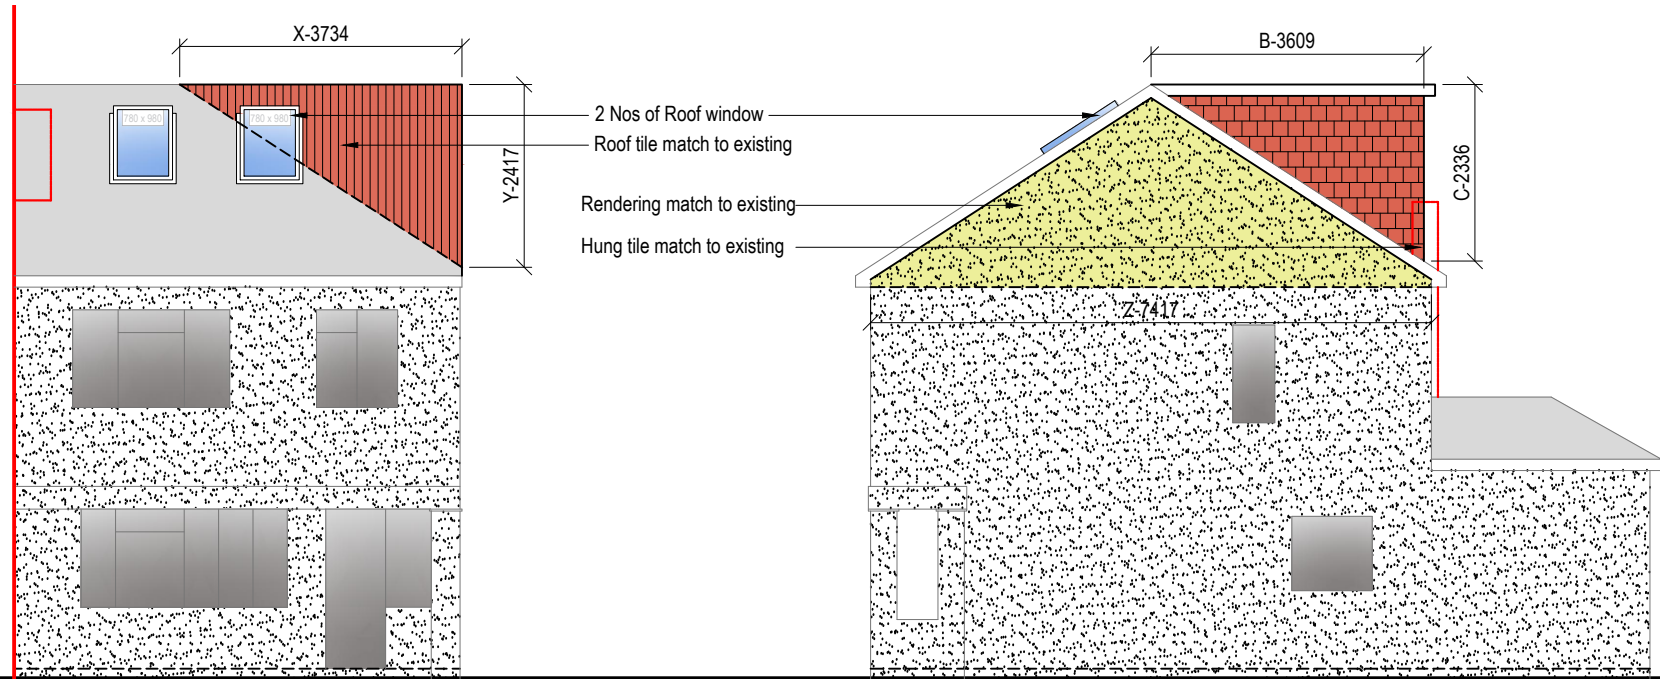 X-3734
B-3609
780 x 980
780 x 980
2 Nos of Roof window
Roof tile match to existing
Y-2417
C-2336
Rendering match to existing
Hung tile match to existing
Z-7417